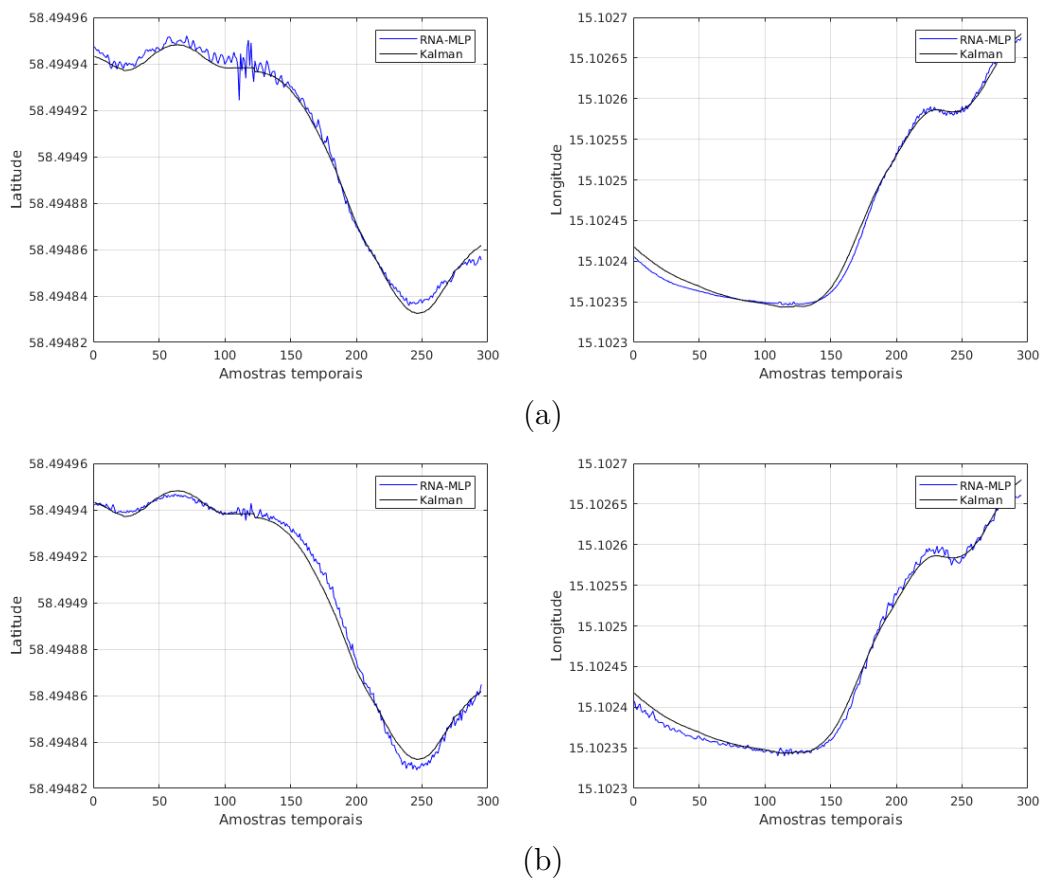 58.49496
58.49494
58.49492
58.4949
58.49488
58.49486
58.49484
58.49482
Latitude
0 50 100 150 200 250 300
Amostras temporais
RNA-MLP
Kalman
15.1027
15.10265
15.1026
15.10255
15.1025
15.10245
15.1024
15.10235
15.1023
Longitude
0 50 100 150 200 250 300
Amostras temporais
RNA-MLP
Kalman
(a)
58.49496
58.49494
58.49492
58.4949
58.49488
58.49486
58.49484
58.49482
Latitude
0 50 100 150 200 250 300
Amostras temporais
RNA-MLP
Kalman
15.1027
15.10265
15.1026
15.10255
15.1025
15.10245
15.1024
15.10235
15.1023
Longitude
0 50 100 150 200 250 300
Amostras temporais
RNA-MLP
Kalman
(b)